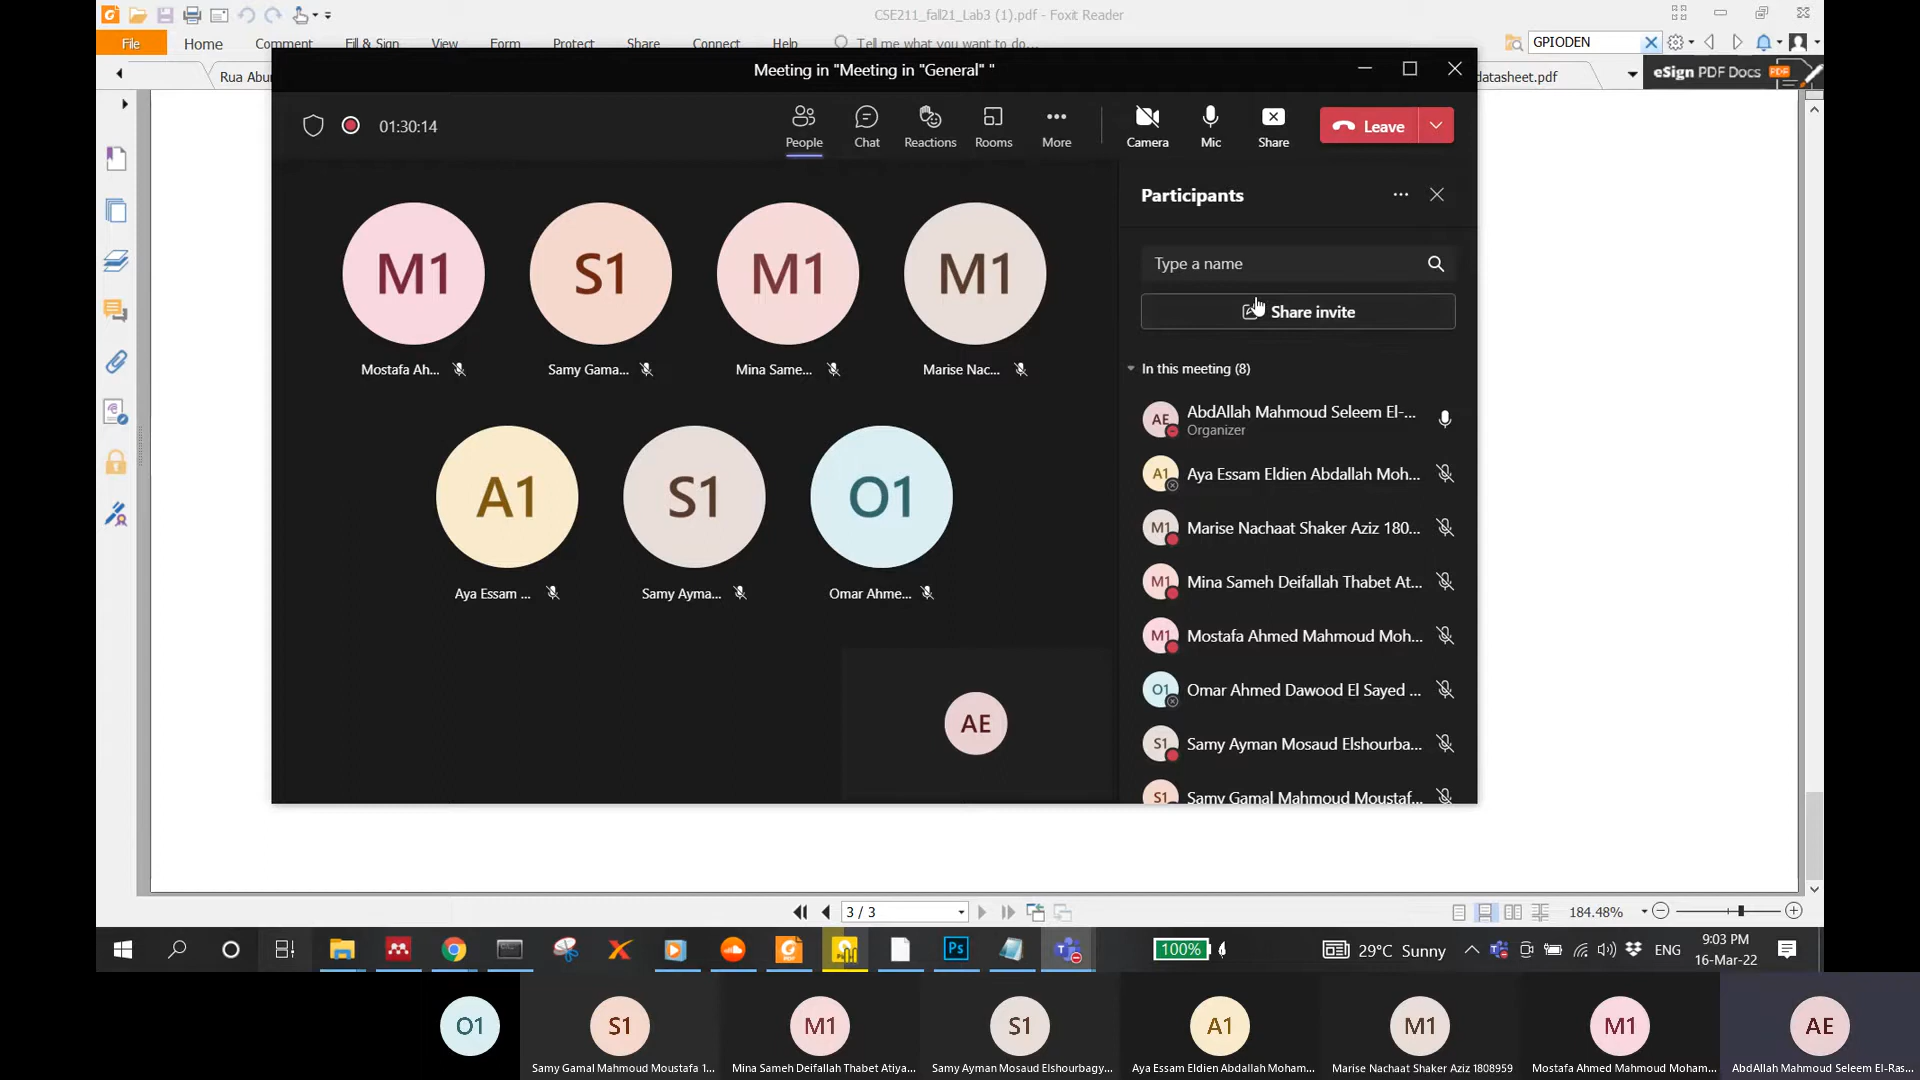 CSE211_fall21_Lab3 (1).pdf - Foxit Reader
File Home Comment Fill & Sign View Form Protect Share Connect Help Tell me what you want to do... GPIODEN
Rua Abu
datasheet.pdf
eSign PDF Docs
Meeting in "Meeting in "General" "
01:30:14
People Chat Reactions Rooms More Camera Mic Share Leave
Participants
Type a name
Share invite
In this meeting (8)
M1 S1 M1 M1
Mostafa Ah... Samy Gama... Mina Same... Marise Nac...
A1 S1 O1
Aya Essam ... Samy Ayma... Omar Ahme...
AE
AE AbdAllah Mahmoud Seleem El-...
Organizer
A1 Aya Essam Eldien Abdallah Moh...
M1 Marise Nachaat Shaker Aziz 180...
M1 Mina Sameh Deifallah Thabet At...
M1 Mostafa Ahmed Mahmoud Moh...
O1 Omar Ahmed Dawood El Sayed ...
S1 Samy Ayman Mosaud Elshourba...
S1 Samy Gamal Mahmoud Moustaf...
3 / 3
184.48%
100%
29°C Sunny
ENG
9:03 PM
16-Mar-22
Ps
O1 S1 M1 S1 A1 M1 M1 AE
Samy Gamal Mahmoud Moustafa 1...
Mina Sameh Deifallah Thabet Atiya...
Samy Ayman Mosaud Elshourbagy...
Aya Essam Eldien Abdallah Moham...
Marise Nachaat Shaker Aziz 1808959
Mostafa Ahmed Mahmoud Moham...
AbdAllah Mahmoud Seleem El-Ras...